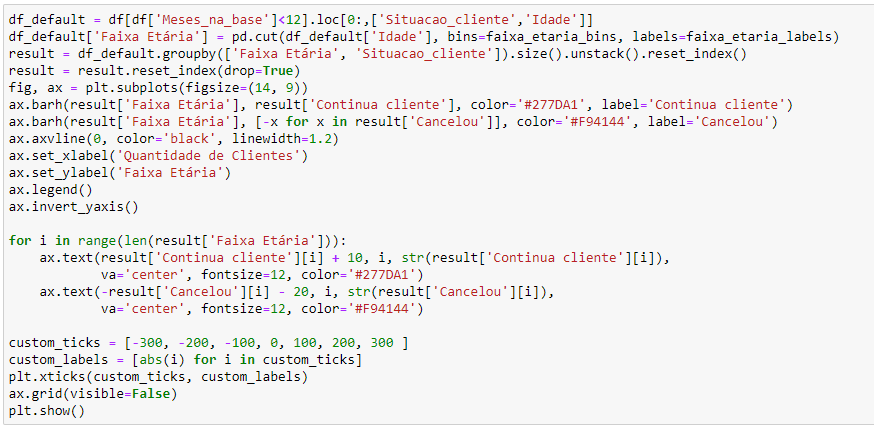 df_default = df[df['Meses_na_base']<12].loc[0:,['Situacao_cliente','Idade']]
df_default['Faixa Etária'] = pd.cut(df_default['Idade'], bins=faixa_etaria_bins, labels=faixa_etaria_labels)
result = df_default.groupby(['Faixa Etária', 'Situacao_cliente']).size().unstack().reset_index()
result = result.reset_index(drop=True)
fig, ax = plt.subplots(figsize=(14, 9))
ax.barh(result['Faixa Etária'], result['Continua cliente'], color='#277DA1', label='Continua cliente')
ax.barh(result['Faixa Etária'], [-x for x in result['Cancelou']], color='#F94144', label='Cancelou')
ax.axvline(0, color='black', linewidth=1.2)
ax.set_xlabel('Quantidade de Clientes')
ax.set_ylabel('Faixa Etária')
ax.legend()
ax.invert_yaxis()

for i in range(len(result['Faixa Etária'])):
    ax.text(result['Continua cliente'][i] + 10, i, str(result['Continua cliente'][i]),
            va='center', fontsize=12, color='#277DA1')
    ax.text(-result['Cancelou'][i] - 20, i, str(result['Cancelou'][i]),
            va='center', fontsize=12, color='#F94144')

custom_ticks = [-300, -200, -100, 0, 100, 200, 300 ]
custom_labels = [abs(i) for i in custom_ticks]
plt.xticks(custom_ticks, custom_labels)
ax.grid(visible=False)
plt.show()